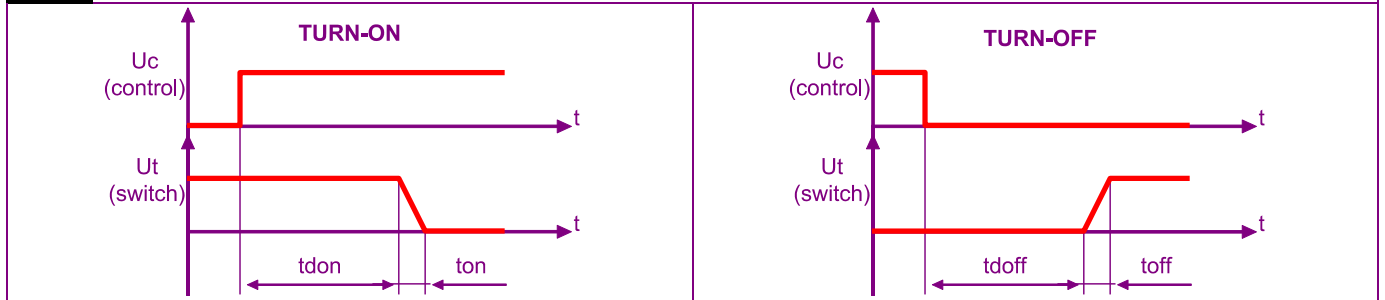 TURN-ON
Uc
(control)
t
Ut
(switch)
t
tdon
ton
TURN-OFF
Uc
(control)
t
Ut
(switch)
t
tdoff
toff